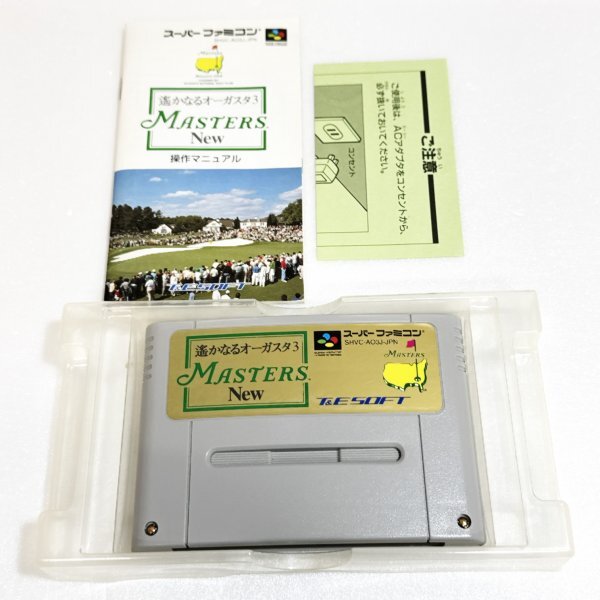 スーパーファミコン
SHVC-AO3J-JPN
Masters
遙かなるオーガスタ3
MASTERS
New
操作マニュアル
T&E SOFT
ご注意
ご使用後は、ACアダプタをコンセントから、
必ず抜いておいてください。
コンセント
遙かなるオーガスタ3
MASTERS
New
スーパーファミコン
SHVC-AO3J-JPN
MASTERS
T&E SOFT